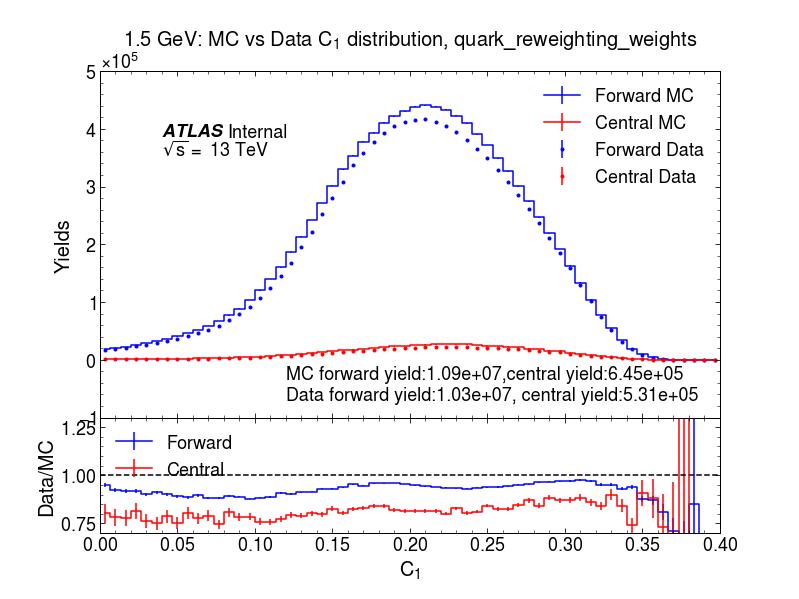 1.5 GeV: MC vs Data C₁ distribution, quark_reweighting_weights
×10⁵
5
4
3
2
1
0
−1
Yields
ATLAS Internal
√s = 13 TeV
Forward MC
Central MC
Forward Data
Central Data
MC forward yield:1.09e+07,central yield:6.45e+05
Data forward yield:1.03e+07, central yield:5.31e+05
1.25
1.00
0.75
Data/MC
Forward
Central
0.00 0.05 0.10 0.15 0.20 0.25 0.30 0.35 0.40
C₁